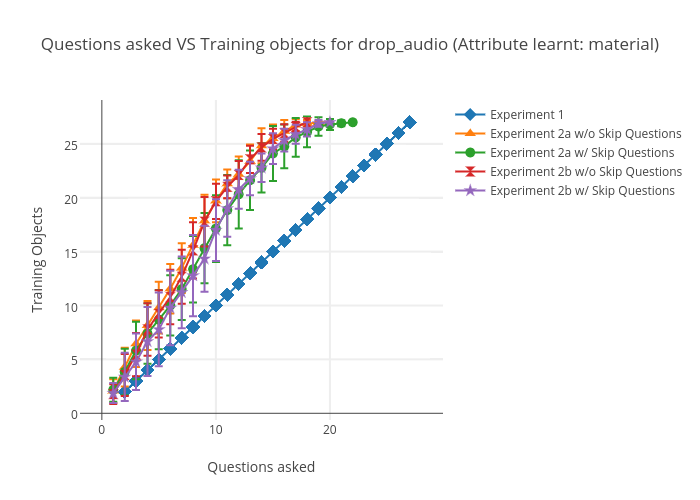 Questions asked VS Training objects for drop_audio (Attribute learnt: material)
Experiment 1
Experiment 2a w/o Skip Questions
Experiment 2a w/ Skip Questions
Experiment 2b w/o Skip Questions
Experiment 2b w/ Skip Questions
25
20
15
10
5
0
Training Objects
0 10 20
Questions asked